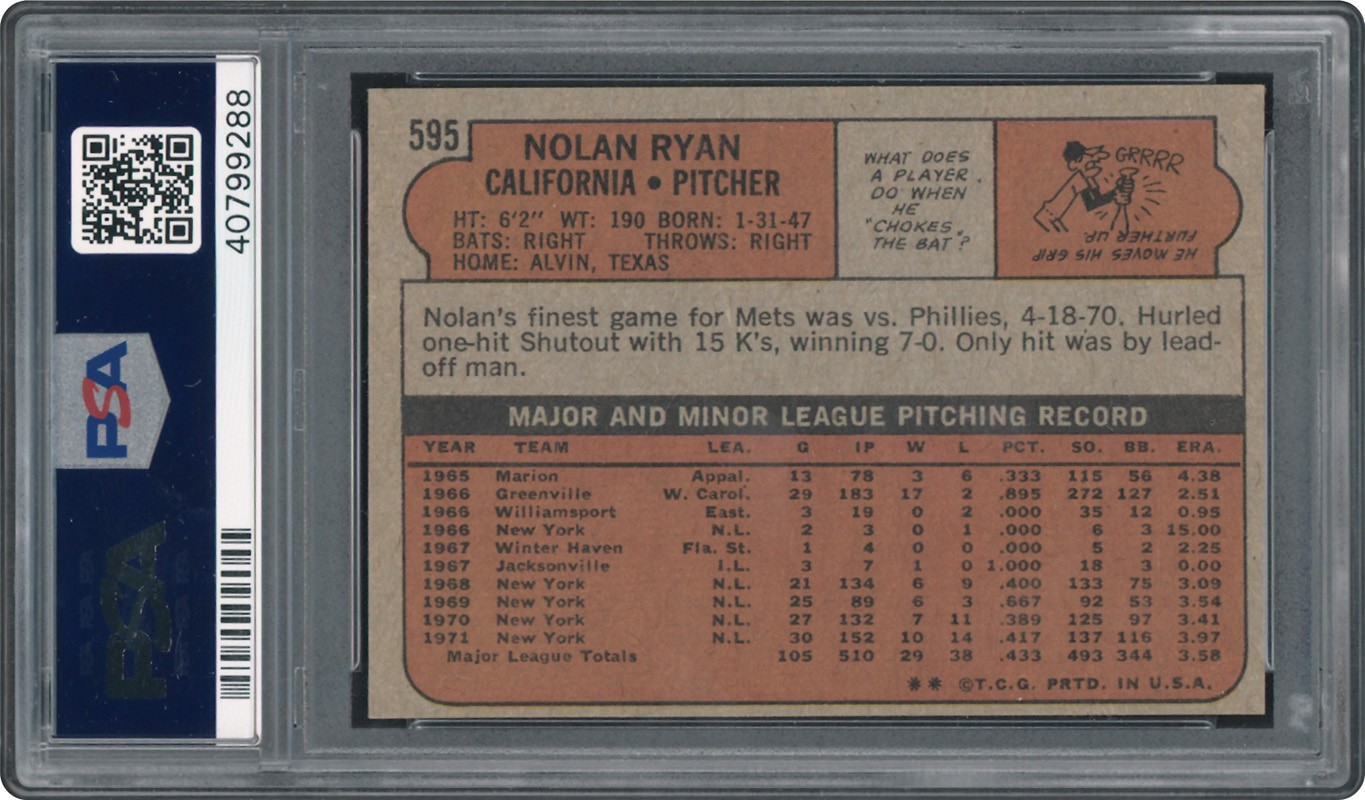 40799288
PSA
PSA
595
NOLAN RYAN
CALIFORNIA • PITCHER
HT: 6'2" WT: 190 BORN: 1-31-47
BATS: RIGHT THROWS: RIGHT
HOME: ALVIN, TEXAS
WHAT DOES
A PLAYER
DO WHEN
HE
"CHOKES"
THE BAT?
GRRRR
HE MOVES HIS GRIP
FURTHER UP.
Nolan's finest game for Mets was vs. Phillies, 4-18-70. Hurled
one-hit Shutout with 15 K's, winning 7-0. Only hit was by lead-
off man.
MAJOR AND MINOR LEAGUE PITCHING RECORD
YEAR TEAM LEA. G IP W L PCT. SO. BB. ERA.
1965 Marion Appal. 13 78 3 6 .333 115 56 4.38
1966 Greenville W. Carol. 29 183 17 2 .895 272 127 2.51
1966 Williamsport East. 3 19 0 2 .000 35 12 0.95
1966 New York N.L. 2 3 0 1 .000 6 3 15.00
1967 Winter Haven Fla. St. 1 4 0 0 .000 5 2 2.25
1967 Jacksonville I.L. 3 7 1 0 1.000 18 3 0.00
1968 New York N.L. 21 134 6 9 .400 133 75 3.09
1969 New York N.L. 25 89 6 3 .667 92 53 3.54
1970 New York N.L. 27 132 7 11 .389 125 97 3.41
1971 New York N.L. 30 152 10 14 .417 137 116 3.97
Major League Totals 105 510 29 38 .433 493 344 3.58
** ©T.C.G. PRTD. IN U.S.A.